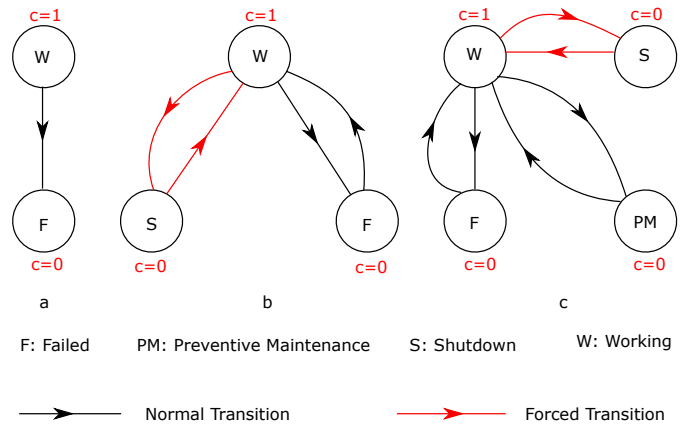 c=1
W
F
c=0
a
c=1
W
S
c=0
F
c=0
b
c=1
W
c=0
S
F
c=0
PM
c=0
c
F: Failed
PM: Preventive Maintenance
S: Shutdown
W: Working
Normal Transition
Forced Transition